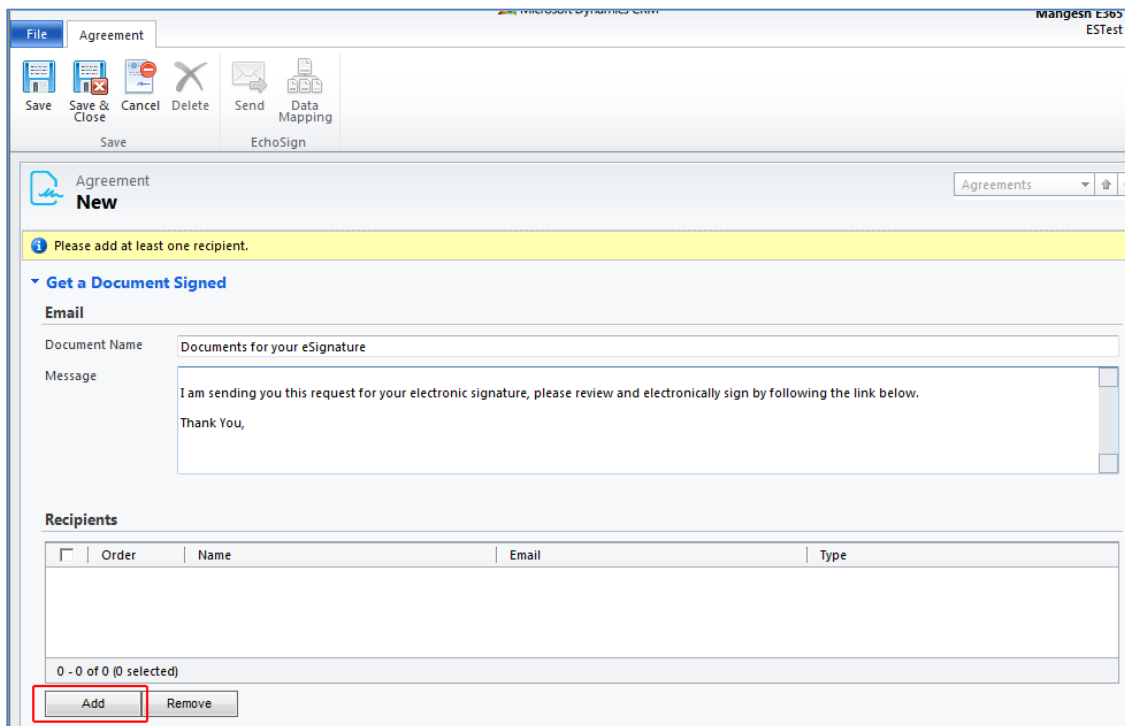 Microsoft Dynamics CRM
Mangesh E365
ESTest
File Agreement
Save Save & Close Cancel Delete Send Data Mapping
Save EchoSign
Agreement
New
Agreements
Please add at least one recipient.
Get a Document Signed
Email
Document Name Documents for your eSignature
Message
I am sending you this request for your electronic signature, please review and electronically sign by following the link below.
Thank You,
Recipients
Order Name Email Type
0 - 0 of 0 (0 selected)
Add Remove